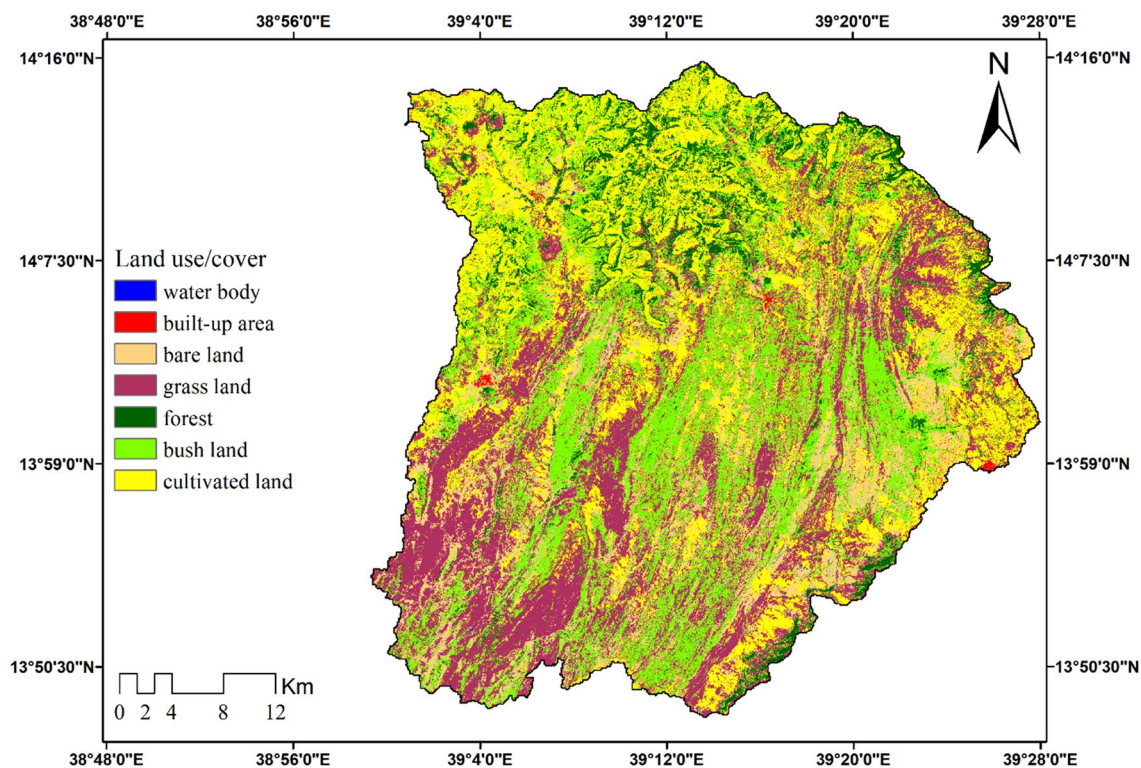 38°48'0"E 38°56'0"E 39°4'0"E 39°12'0"E 39°20'0"E 39°28'0"E
14°16'0"N 14°16'0"N
N
14°7'30"N 14°7'30"N
Land use/cover
water body
built-up area
bare land
grass land
forest
bush land
cultivated land
13°59'0"N 13°59'0"N
13°50'30"N 13°50'30"N
Km
0 2 4 8 12
38°48'0"E 38°56'0"E 39°4'0"E 39°12'0"E 39°20'0"E 39°28'0"E